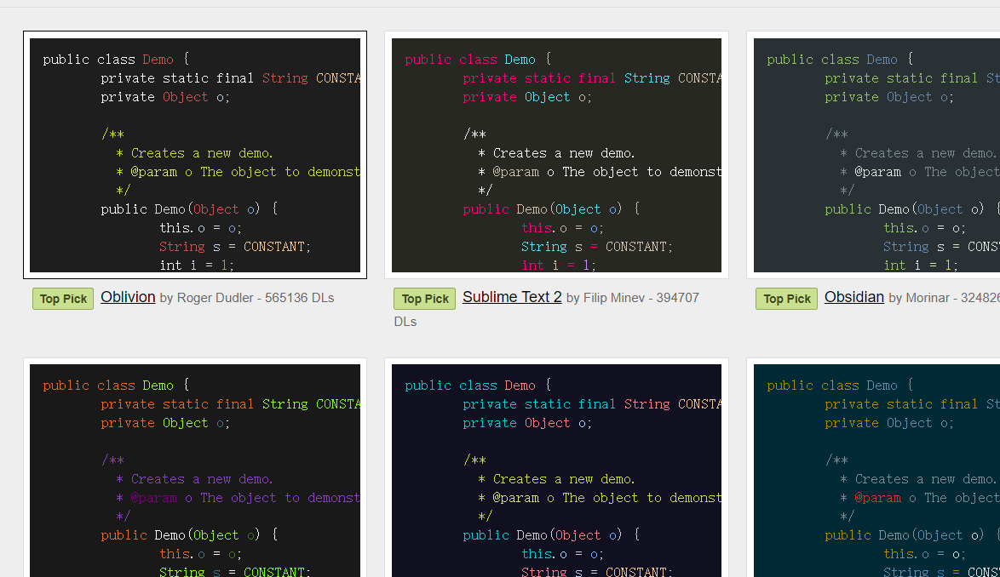 public class Demo {
private static final String CONSTA
private Object o;
/**
* Creates a new demo.
* @param o The object to demonst
*/
public Demo(Object o) {
this.o = o;
String s = CONSTANT;
int i = 1;
Top Pick Oblivion by Roger Dudler - 565136 DLs
public class Demo {
private static final String CONSTA
private Object o;
/**
* Creates a new demo.
* @param o The object to demonst
*/
public Demo(Object o) {
this.o = o;
String s = CONSTANT;
int i = 1;
Top Pick Sublime Text 2 by Filip Minev - 394707
DLs
public class Demo {
private static final St
private Object o;
/**
* Creates a new demo.
* @param o The object
*/
public Demo(Object o) {
this.o = o;
String s = CONS
int i = 1;
Top Pick Obsidian by Morinar - 324826
public class Demo {
private static final String CONSTA
private Object o;
/**
* Creates a new demo.
* @param o The object to demonst
*/
public Demo(Object o) {
this.o = o;
String s = CONSTANT;
public class Demo {
private static final String CONSTA
private Object o;
/**
* Creates a new demo.
* @param o The object to demonst
*/
public Demo(Object o) {
this.o = o;
String s = CONSTANT;
public class Demo {
private static final St
private Object o;
/**
* Creates a new demo.
* @param o The object
*/
public Demo(Object o) {
this.o = o;
String s = CONS